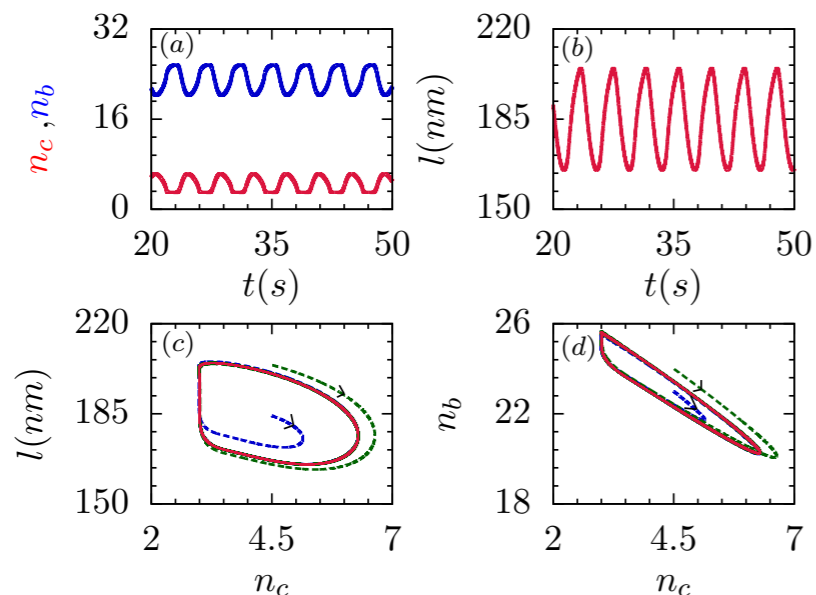 (a)
32
16
0
n_c , n_b
20 35 50
t(s)
(b)
220
185
150
l(nm)
20 35 50
t(s)
(c)
220
185
150
l(nm)
2 4.5 7
n_c
(d)
26
22
18
n_b
2 4.5 7
n_c